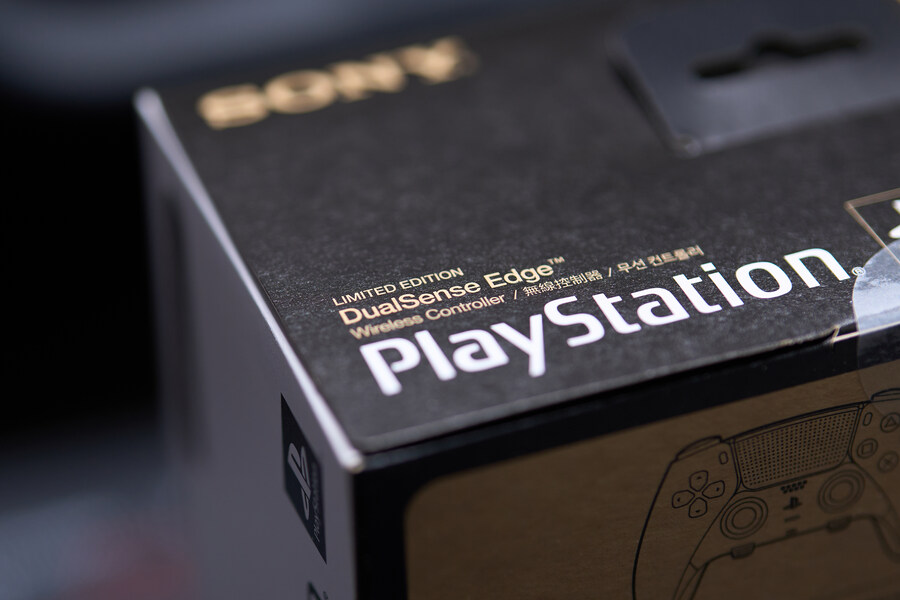 SONY
LIMITED EDITION
DualSense Edge™
Wireless Controller / 無線控制器 / 무선 컨트롤러
PlayStation®